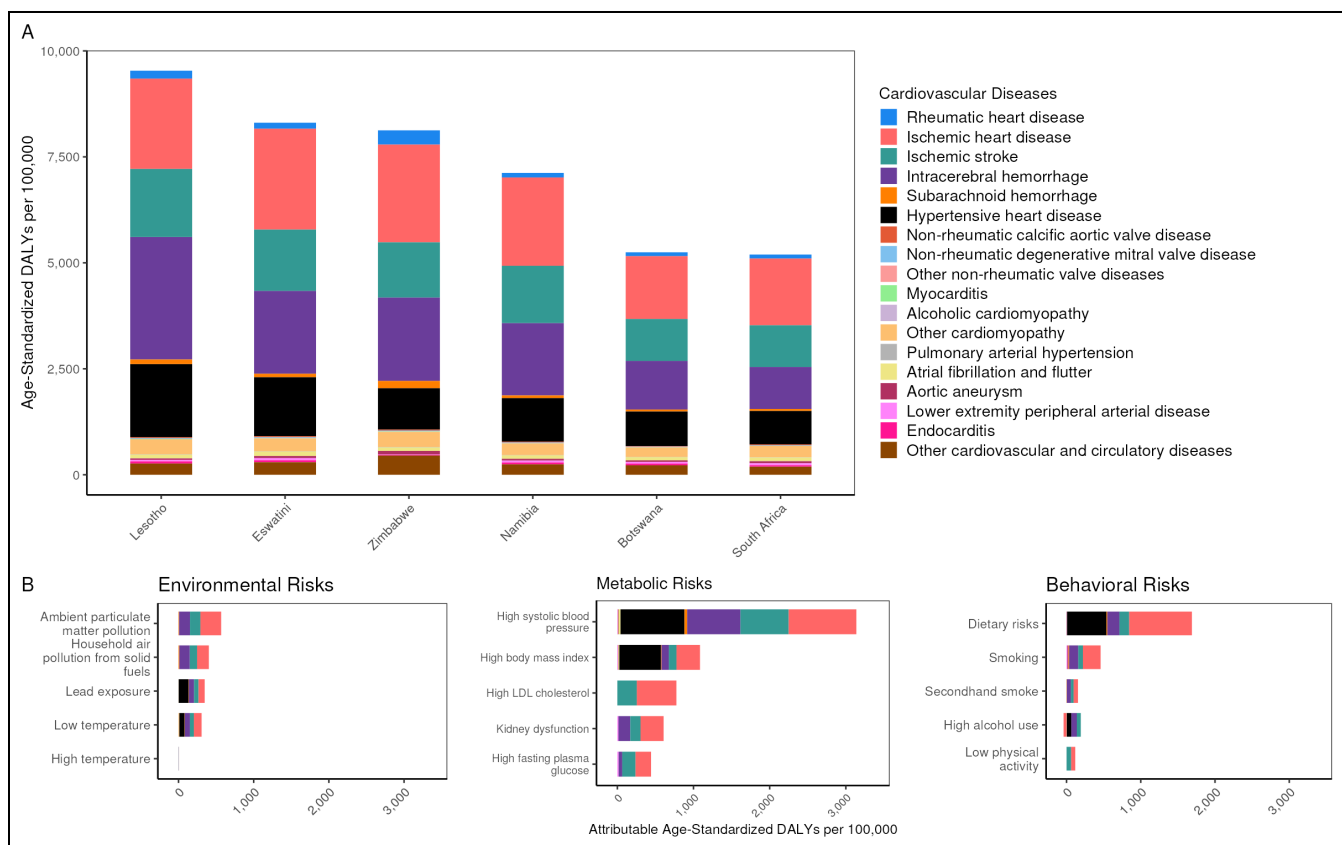 A
10,000
7,500
5,000
2,500
0
Age-Standardized DALYs per 100,000
Lesotho
Eswatini
Zimbabwe
Namibia
Botswana
South Africa
Cardiovascular Diseases
Rheumatic heart disease
Ischemic heart disease
Ischemic stroke
Intracerebral hemorrhage
Subarachnoid hemorrhage
Hypertensive heart disease
Non-rheumatic calcific aortic valve disease
Non-rheumatic degenerative mitral valve disease
Other non-rheumatic valve diseases
Myocarditis
Alcoholic cardiomyopathy
Other cardiomyopathy
Pulmonary arterial hypertension
Atrial fibrillation and flutter
Aortic aneurysm
Lower extremity peripheral arterial disease
Endocarditis
Other cardiovascular and circulatory diseases
B
Environmental Risks
Ambient particulate
matter pollution
Household air
pollution from solid
fuels
Lead exposure
Low temperature
High temperature
0
1,000
2,000
3,000
Metabolic Risks
High systolic blood
pressure
High body mass index
High LDL cholesterol
Kidney dysfunction
High fasting plasma
glucose
0
1,000
2,000
3,000
Attributable Age-Standardized DALYs per 100,000
Behavioral Risks
Dietary risks
Smoking
Secondhand smoke
High alcohol use
Low physical
activity
0
1,000
2,000
3,000